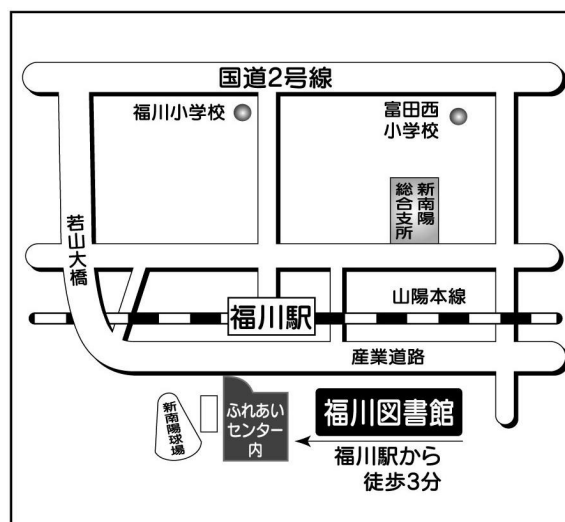 国道2号線
福川小学校
富田西
小学校
新南陽
総合支所
若山大橋
山陽本線
福川駅
産業道路
新南陽球場
ふれあい
センター
内
福川図書館
福川駅から
徒歩3分